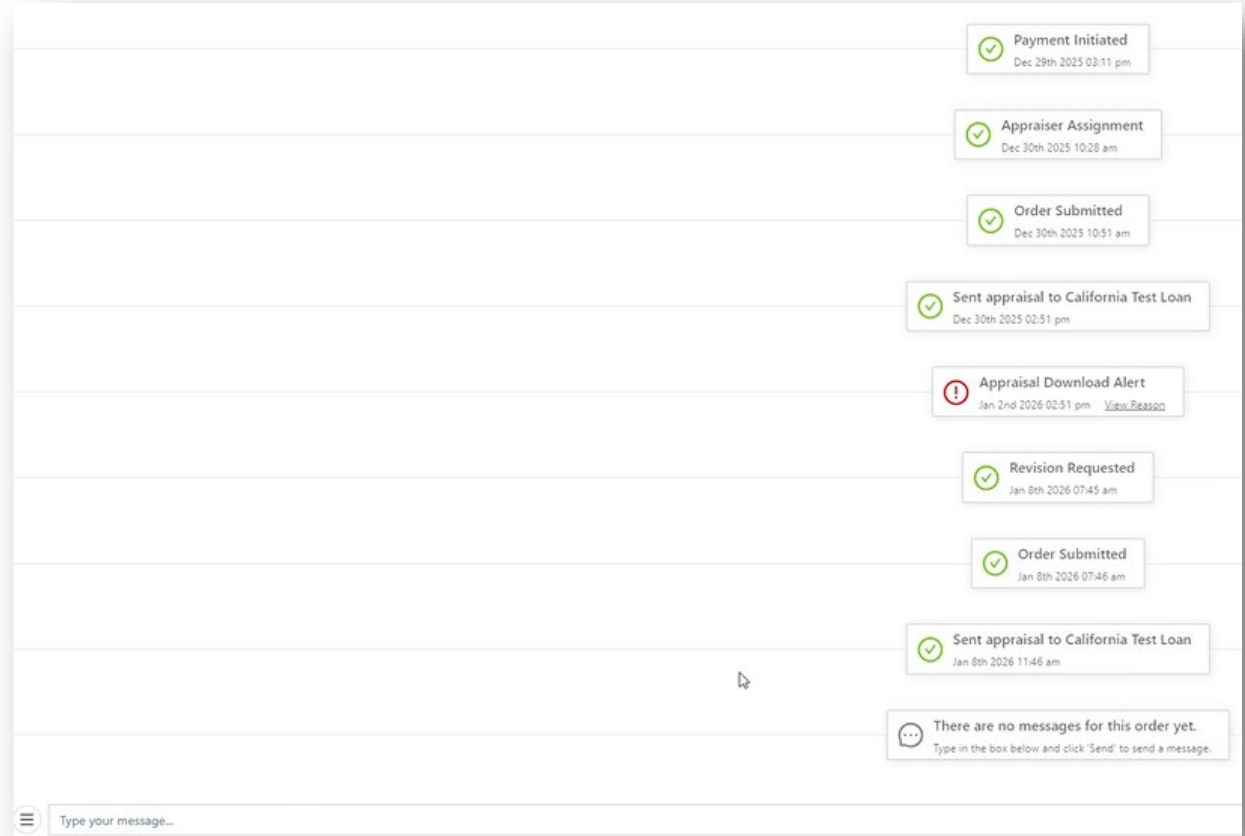 Payment Initiated
Dec 29th 2025 03:11 pm
Appraiser Assignment
Dec 30th 2025 10:28 am
Order Submitted
Dec 30th 2025 10:51 am
Sent appraisal to California Test Loan
Dec 30th 2025 02:51 pm
Appraisal Download Alert
Jan 2nd 2026 02:51 pm View Reason
Revision Requested
Jan 8th 2026 07:45 am
Order Submitted
Jan 8th 2026 07:46 am
Sent appraisal to California Test Loan
Jan 8th 2026 11:46 am
There are no messages for this order yet.
Type in the box below and click 'Send' to send a message.
Type your message...